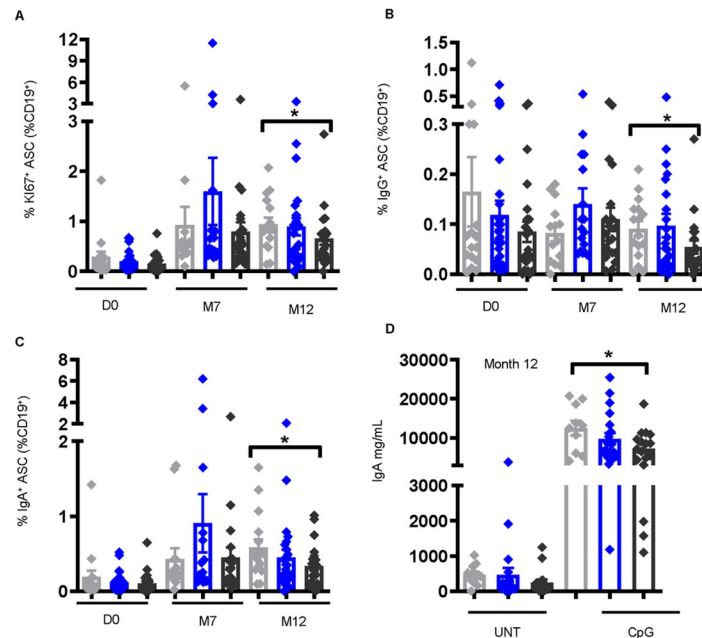 A
% KI67+ ASC (%CD19+)
12
9
6
3
2
1
0
*
D0
M7
M12
B
% IgG+ ASC (%CD19+)
1.5
1.0
0.5
0.3
0.2
0.1
0.0
*
D0
M7
M12
C
% IgA+ ASC (%CD19+)
8
6
4
2
2
1
0
*
D0
M7
M12
D
Month 12
IgA mg/mL
30000
20000
10000
4000
3000
2000
1000
0
*
UNT
CpG